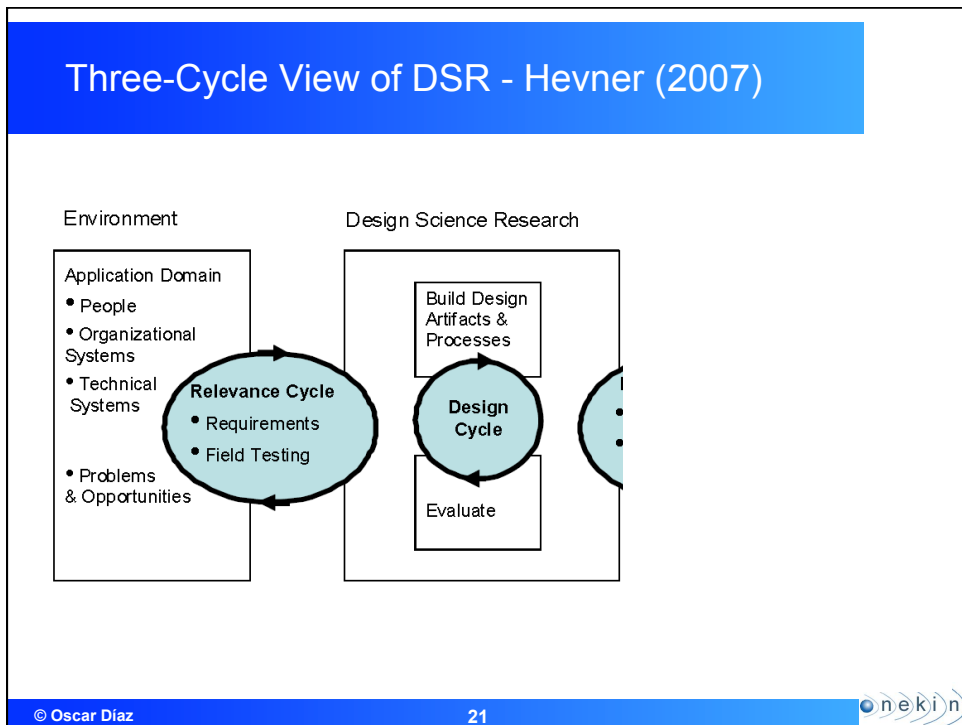 Three-Cycle View of DSR - Hevner (2007)
Environment
Design Science Research
Application Domain
• People
• Organizational
Systems
• Technical
Systems
• Problems
& Opportunities
Relevance Cycle
• Requirements
• Field Testing
Build Design
Artifacts &
Processes
Design
Cycle
Evaluate
© Oscar Díaz
21
onekin